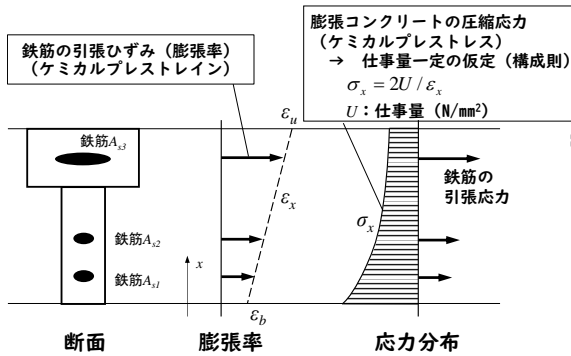 鉄筋の引張ひずみ（膨張率）
（ケミカルプレストレイン）
膨張コンクリートの圧縮応力
（ケミカルプレストレス）
→ 仕事量一定の仮定（構成則）
σx = 2U / εx
U：仕事量（N/mm²）
鉄筋As3
鉄筋As2
鉄筋As1
x
εu
εx
εb
σx
鉄筋の
引張応力
断面
膨張率
応力分布